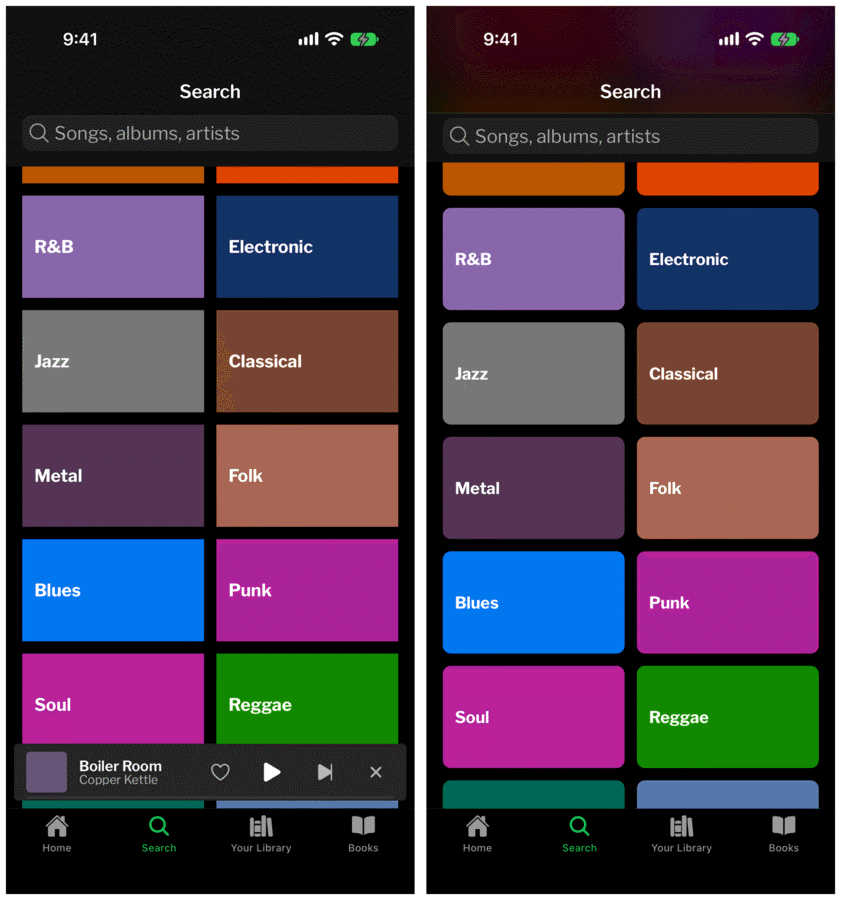 9:41
Search
Songs, albums, artists
R&B Electronic
Jazz Classical
Metal Folk
Blues Punk
Soul Reggae
Boiler Room
Copper Kettle
Home Search Your Library Books
9:41
Search
Songs, albums, artists
R&B Electronic
Jazz Classical
Metal Folk
Blues Punk
Soul Reggae
Home Search Your Library Books